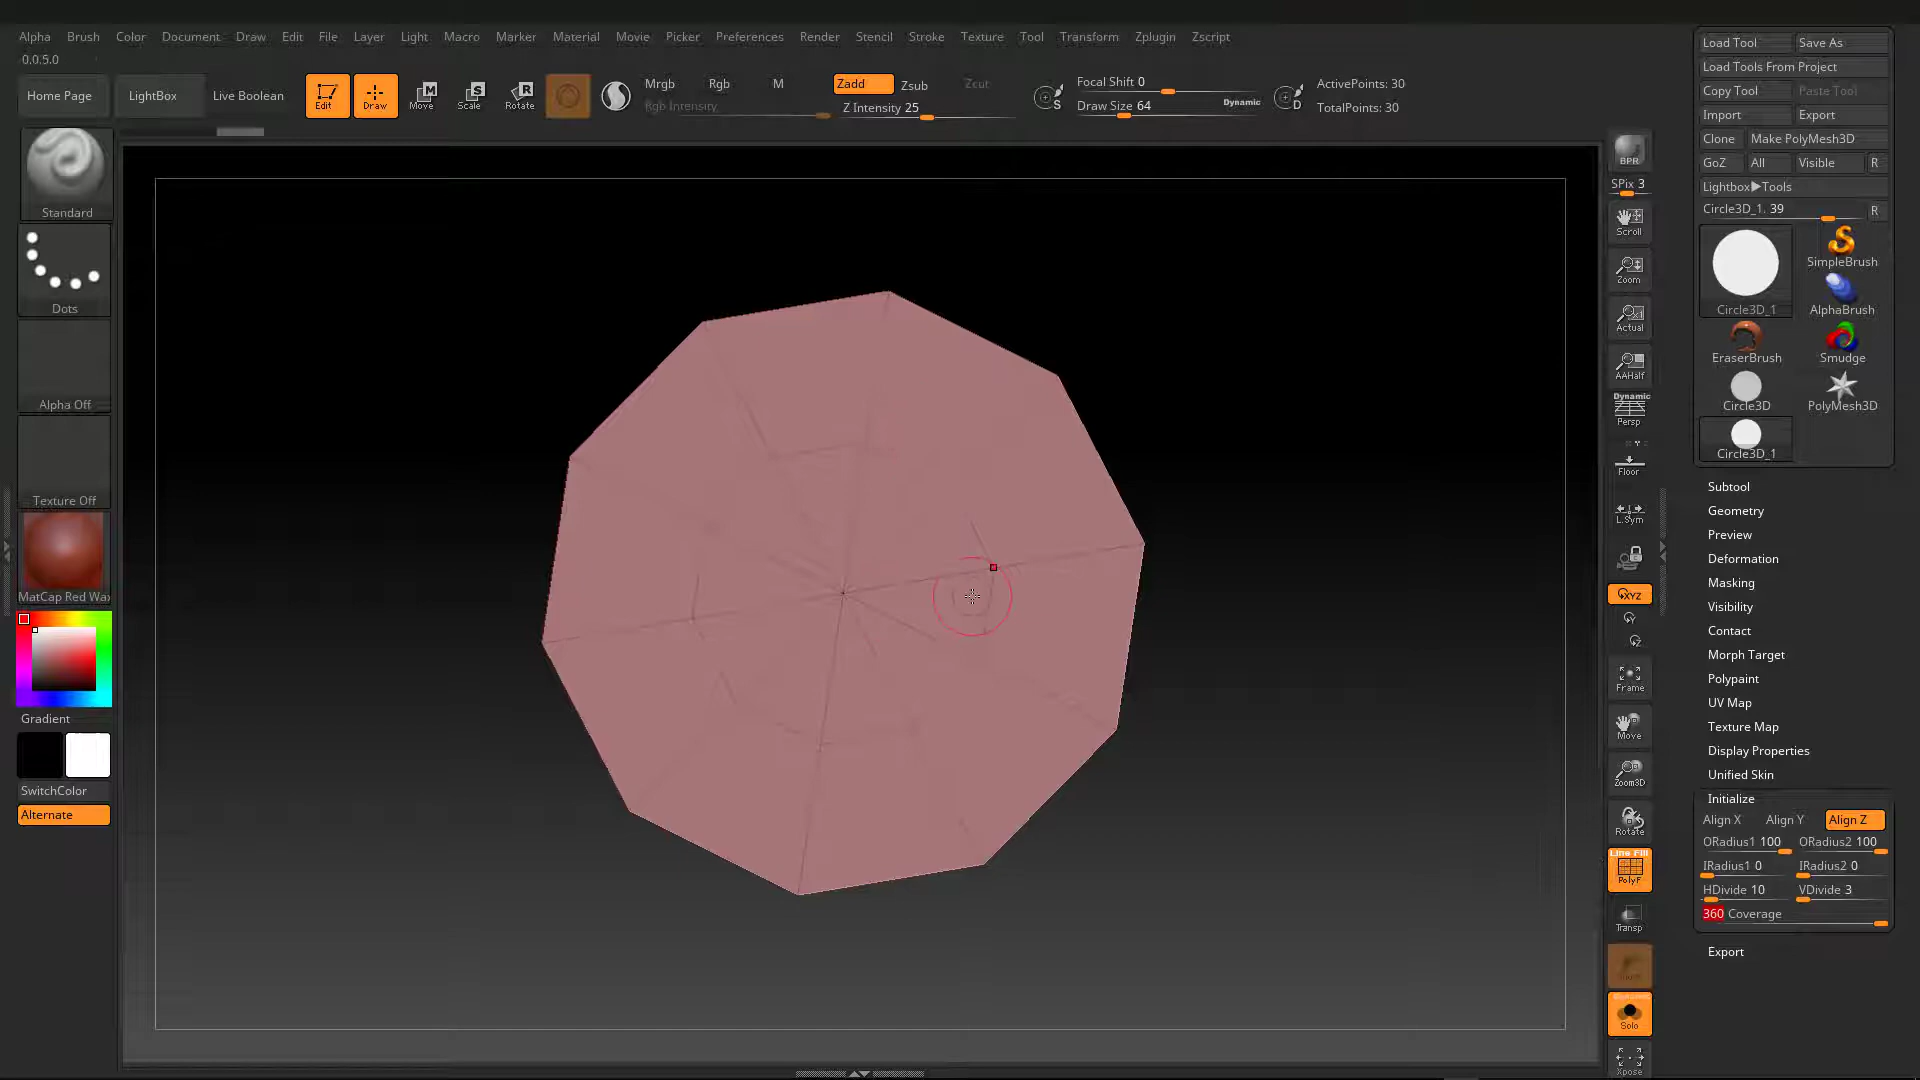 Alpha Brush Color Document Draw Edit File Layer Light Macro Marker Material Movie Picker Preferences Render Stencil Stroke Texture Tool Transform Zplugin Zscript
0.0.5.0
Home Page LightBox Live Boolean Edit Draw Move Scale Rotate
Mrgb Rgb M
Rgb Intensity
Zadd Zsub Zcut
Z Intensity 25
S
Focal Shift 0
Draw Size 64 Dynamic
D
ActivePoints: 30
TotalPoints: 30
Standard
Dots
Alpha Off
Texture Off
MatCap Red Wax
Gradient
SwitchColor
Alternate
BPR
SPix 3
Scroll
Zoom
Actual
AAHalf
Dynamic
Persp
Floor
L.Sym
XYZ
Frame
Move
Zoom3D
Rotate
Line Fill
PolyF
Transp
Dynamic
Solo
Xpose
Load Tool Save As
Load Tools From Project
Copy Tool Paste Tool
Import Export
Clone Make PolyMesh3D
GoZ All Visible R
Lightbox▶Tools
Circle3D_1. 39 R
Circle3D_1 SimpleBrush
AlphaBrush
EraserBrush Smudge
Circle3D PolyMesh3D
Circle3D_1
Subtool
Geometry
Preview
Deformation
Masking
Visibility
Contact
Morph Target
Polypaint
UV Map
Texture Map
Display Properties
Unified Skin
Initialize
Align X Align Y Align Z
ORadius1 100 ORadius2 100
IRadius1 0 IRadius2 0
HDivide 10 VDivide 3
360 Coverage
Export